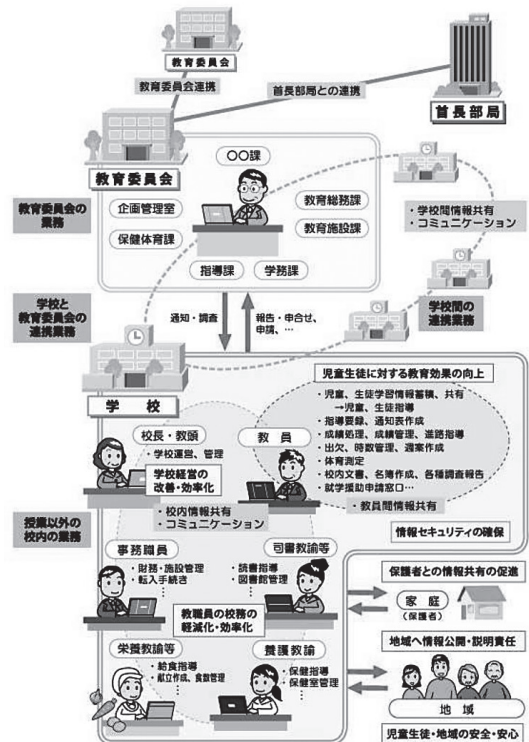 教育委員会
教育委員会連携
首長部局との連携
首長部局
教育委員会
〇〇課
教育委員会の
業務
企画管理室
教育総務課
保健体育課
教育施設課
指導課
学務課
・学校間情報共有
・コミュニケーション
学校と
教育委員会の
連携業務
通知・調査
報告・申合せ、
申請、…
学校間の
連携業務
学校
児童生徒に対する教育効果の向上
・児童、生徒学習情報蓄積、共有
→児童、生徒指導
・指導要録、通知表作成
・成績処理、成績管理、進路指導
・出欠、時数管理、週案作成
・体育測定
・校内文書、名簿作成、各種調査報告
・就学援助申請窓口…
・教員間情報共有
校長・教頭
・学校運営、管理
教員
学校経営の
改善・効率化
・校内情報共有
・コミュニケーション
授業以外の
校内の業務
情報セキュリティの確保
事務職員
・財務・施設管理
・転入手続き
司書教諭等
・読書指導
・図書館管理
教職員の校務の
軽減化・効率化
栄養教諭等
・給食指導
・献立作成、食数管理
養護教諭
・保健指導
・保健室管理
保護者との情報共有の促進
家庭
(保護者)
地域へ情報公開・説明責任
地域
児童生徒・地域の安全・安心